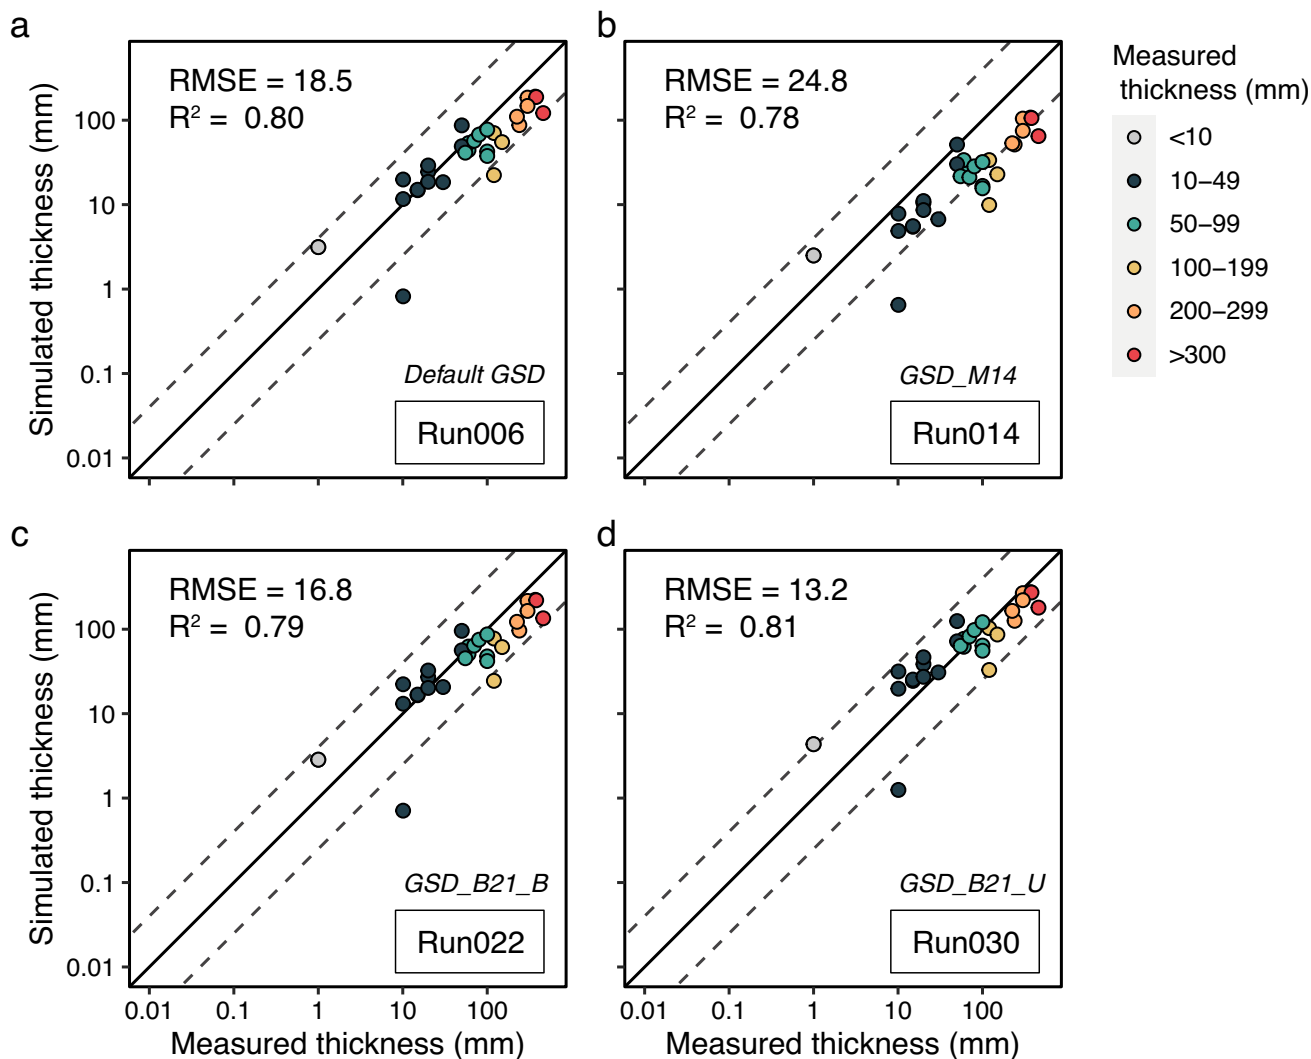 a
RMSE = 18.5
R² = 0.80
Simulated thickness (mm)
100
10
1
0.1
0.01
Default GSD
Run006
b
RMSE = 24.8
R² = 0.78
GSD_M14
Run014
Measured
thickness (mm)
<10
10–49
50–99
100–199
200–299
>300
c
RMSE = 16.8
R² = 0.79
Simulated thickness (mm)
100
10
1
0.1
0.01
GSD_B21_B
Run022
0.01 0.1 1 10 100
Measured thickness (mm)
d
RMSE = 13.2
R² = 0.81
GSD_B21_U
Run030
0.01 0.1 1 10 100
Measured thickness (mm)